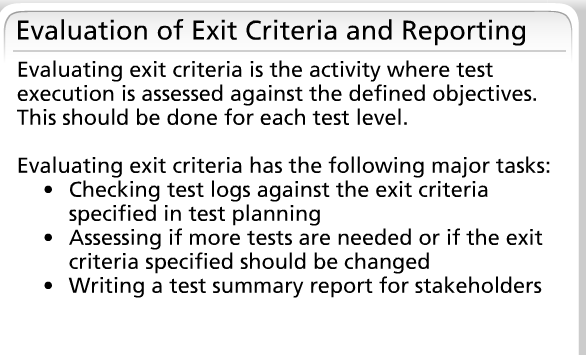 Evaluation of Exit Criteria and Reporting
Evaluating exit criteria is the activity where test
execution is assessed against the defined objectives.
This should be done for each test level.
Evaluating exit criteria has the following major tasks:
• Checking test logs against the exit criteria
specified in test planning
• Assessing if more tests are needed or if the exit
criteria specified should be changed
• Writing a test summary report for stakeholders